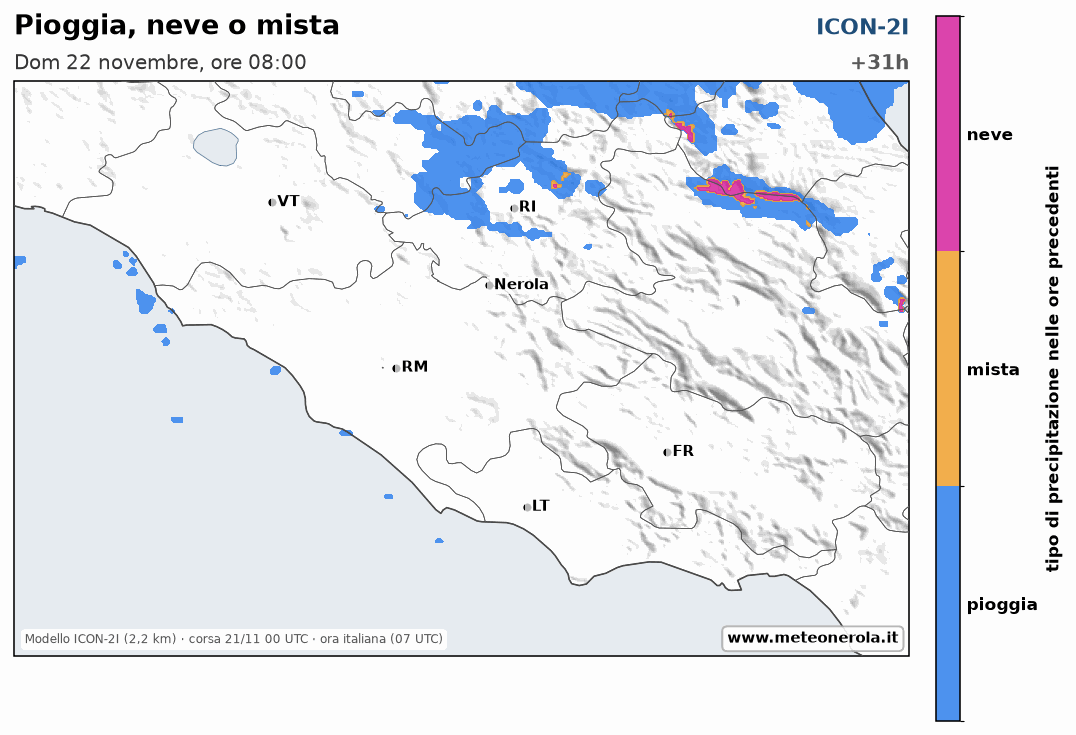 Pioggia, neve o mista
ICON-2I
Dom 22 novembre, ore 08:00
+31h
neve
VT
RI
Nerola
RM
mista
FR
LT
pioggia
tipo di precipitazione nelle ore precedenti
Modello ICON-2I (2,2 km) · corsa 21/11 00 UTC · ora italiana (07 UTC)
www.meteonerola.it